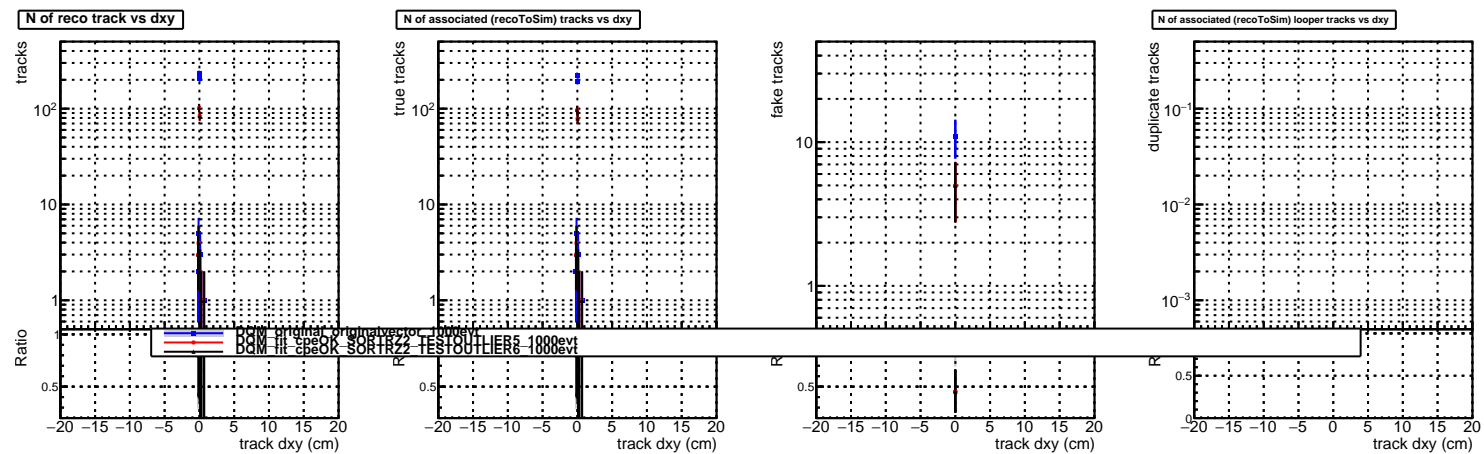 N of reco track vs dxy
tracks
10²
10
1
Ratio
1
0.5
−20 −15 −10 −5 0 5 10 15 20
track dxy (cm)
N of associated (recoToSim) tracks vs dxy
true tracks
10²
10
1
0.5
−20 −15 −10 −5 0 5 10 15 20
track dxy (cm)
fake tracks
10
1
0.5
−20 −15 −10 −5 0 5 10 15 20
track dxy (cm)
N of associated (recoToSim) looper tracks vs dxy
duplicate tracks
10⁻¹
10⁻²
10⁻³
0.5
0
−20 −15 −10 −5 0 5 10 15 20
track dxy (cm)
DQM_original_originalvector_1000evt
DQM_fit_cpeOK_SORTRZ2_TESTOUTLIER5_1000evt
DQM_fit_cpeOK_SORTRZ2_TESTOUTLIER6_1000evt